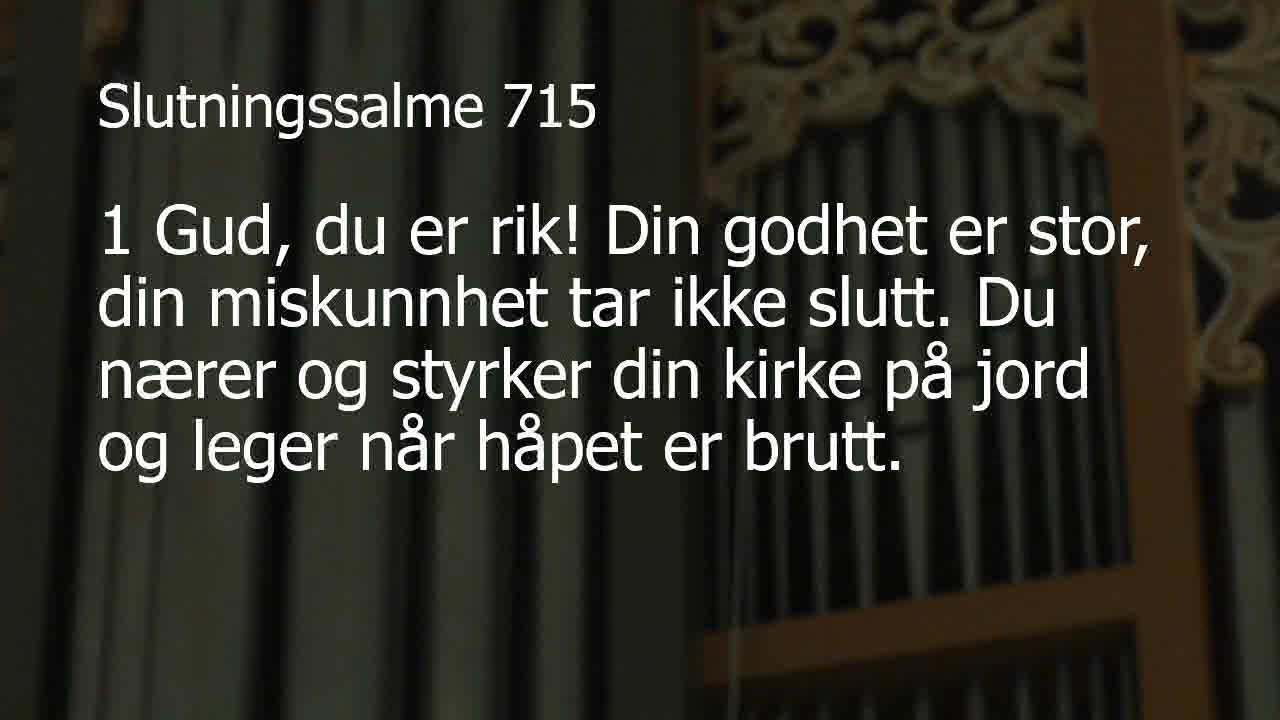 Slutningssalme 715
1 Gud, du er rik! Din godhet er stor,
din miskunnhet tar ikke slutt. Du
nærer og styrker din kirke på jord
og leger når håpet er brutt.